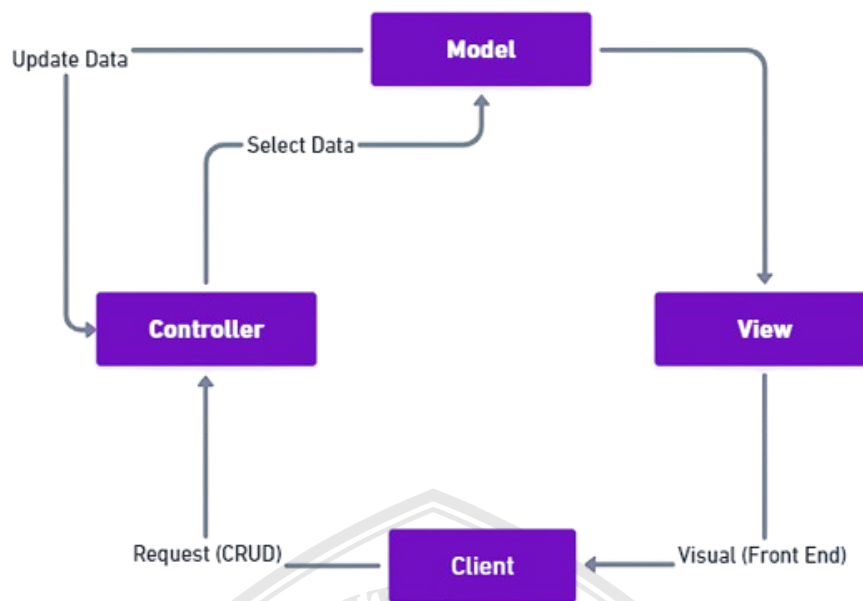 Model
Update Data
Select Data
Controller
View
Request (CRUD)
Client
Visual (Front End)